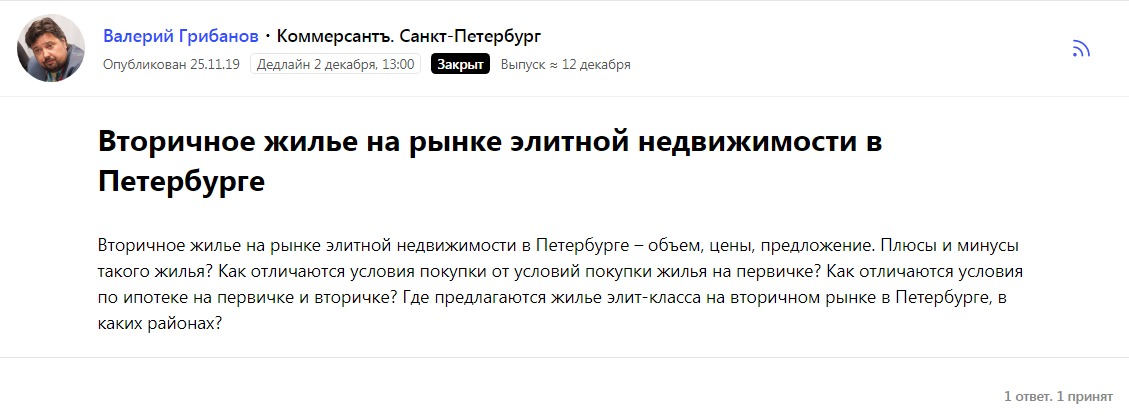 Валерий Грибанов · Коммерсантъ. Санкт-Петербург
Опубликован 25.11.19 Дедлайн 2 декабря, 13:00 Закрыт Выпуск ≈ 12 декабря
Вторичное жилье на рынке элитной недвижимости в
Петербурге
Вторичное жилье на рынке элитной недвижимости в Петербурге – объем, цены, предложение. Плюсы и минусы
такого жилья? Как отличаются условия покупки от условий покупки жилья на первичке? Как отличаются условия
по ипотеке на первичке и вторичке? Где предлагаются жилье элит-класса на вторичном рынке в Петербурге, в
каких районах?
1 ответ. 1 принят